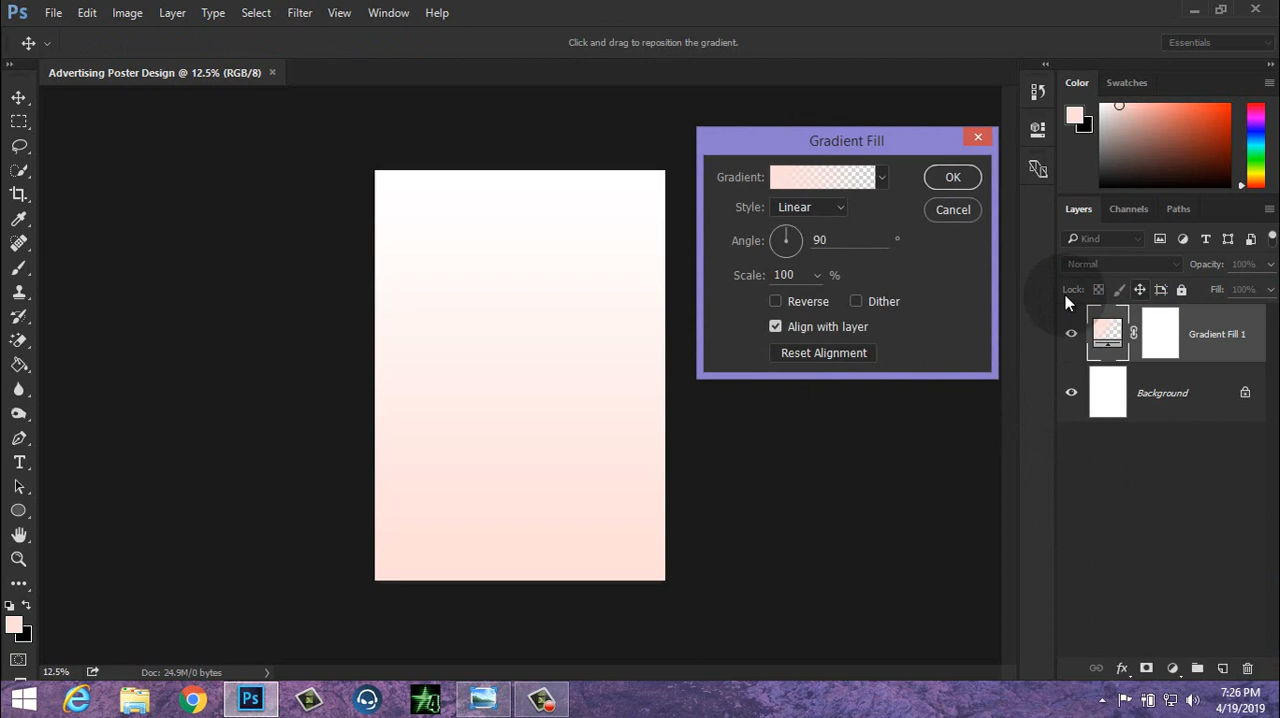 Ps File Edit Image Layer Type Select Filter View Window Help
Click and drag to reposition the gradient.
Essentials
Advertising Poster Design @ 12.5% (RGB/8) ×
Color Swatches
Gradient Fill
Gradient: OK
Style: Linear Cancel
Angle: 90 °
Scale: 100 %
Reverse Dither
Align with layer
Reset Alignment
Layers Channels Paths
Kind
Normal Opacity: 100%
Lock: Fill: 100%
Gradient Fill 1
Background
12.5% Doc: 24.9M/0 bytes
Ps
7:26 PM
4/19/2019